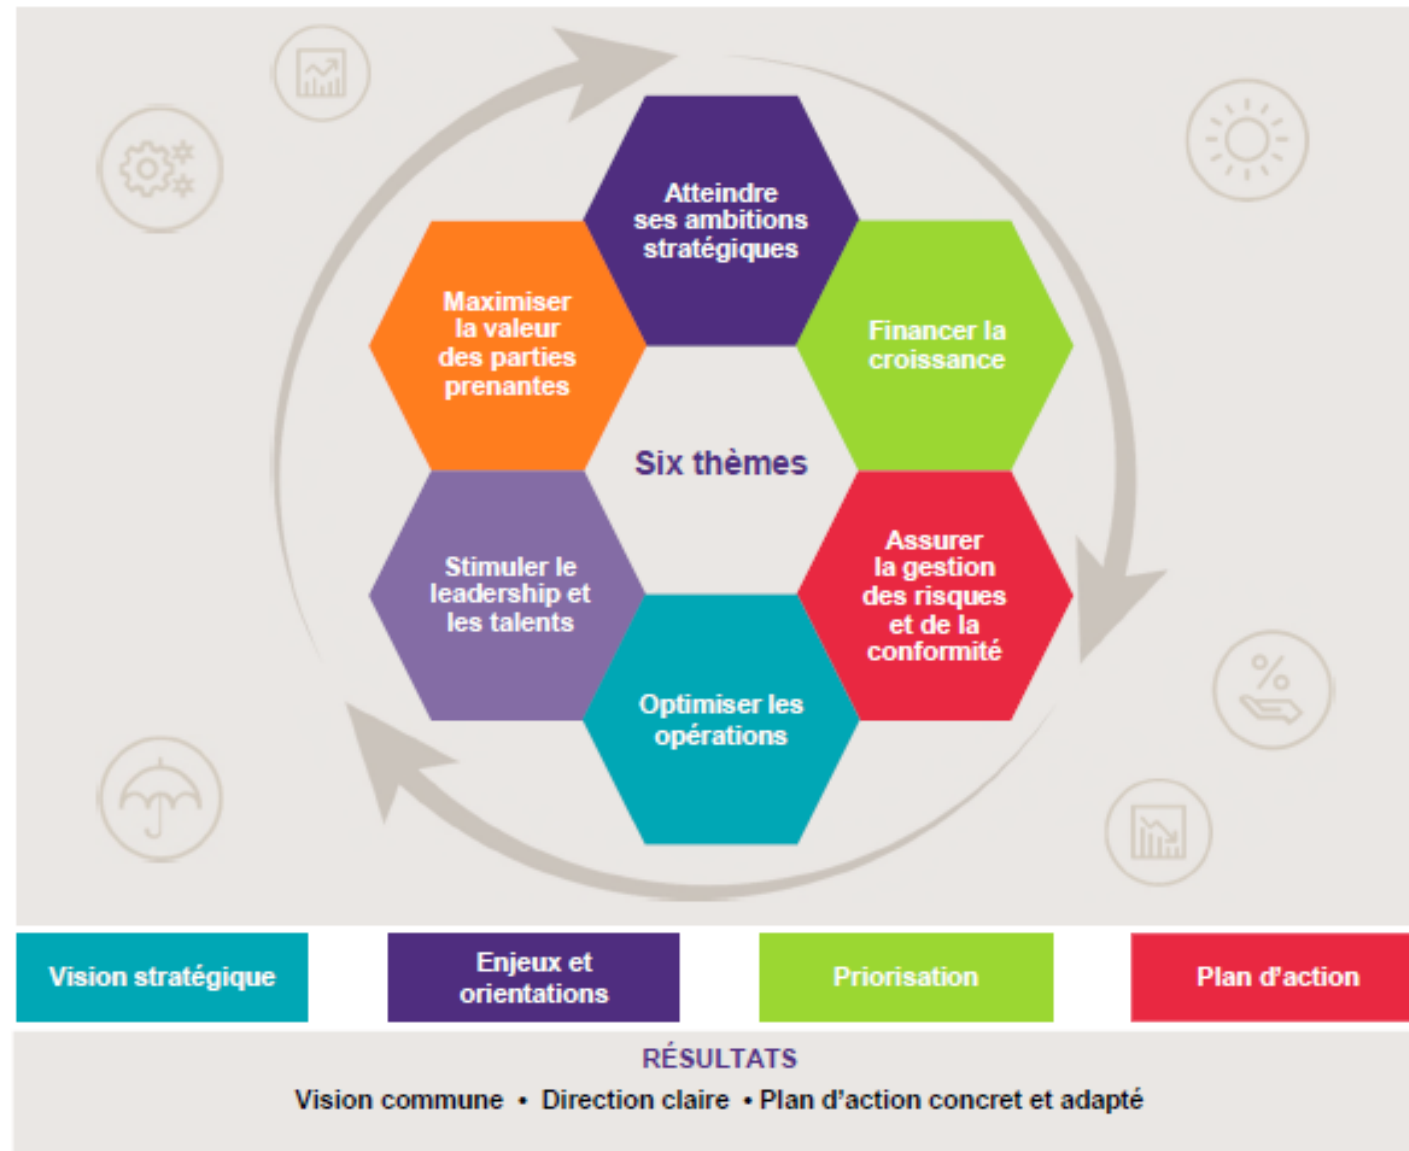 Atteindre
ses ambitions
stratégiques
Financer la
croissance
Assurer
la gestion
des risques
et de la
conformité
Optimiser les
opérations
Stimuler le
leadership et
les talents
Maximiser
la valeur
des parties
prenantes
Six thèmes
Vision stratégique
Enjeux et
orientations
Priorisation
Plan d’action
RÉSULTATS
Vision commune • Direction claire • Plan d’action concret et adapté